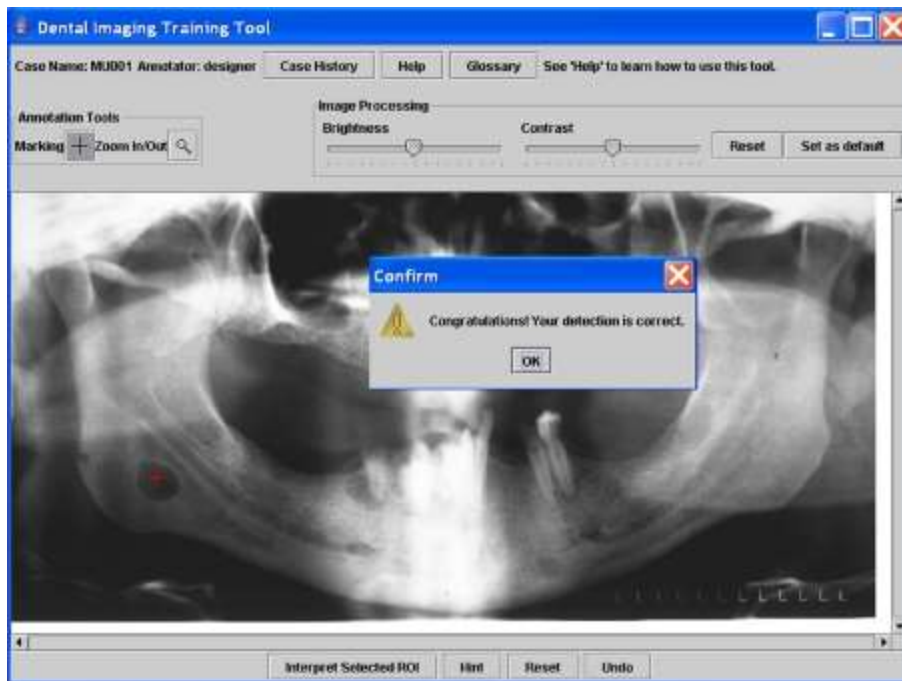 Dental Imaging Training Tool
Case Name: MU001 Annotator: designer Case History Help Glossary See 'Help' to learn how to use this tool.
Annotation Tools
Marking Zoom In/Out
Image Processing
Brightness Contrast
Reset Set as default
Confirm
Congratulations! Your detection is correct.
OK
L L L L L L L L L L L L
Interpret Selected ROI Hint Reset Undo